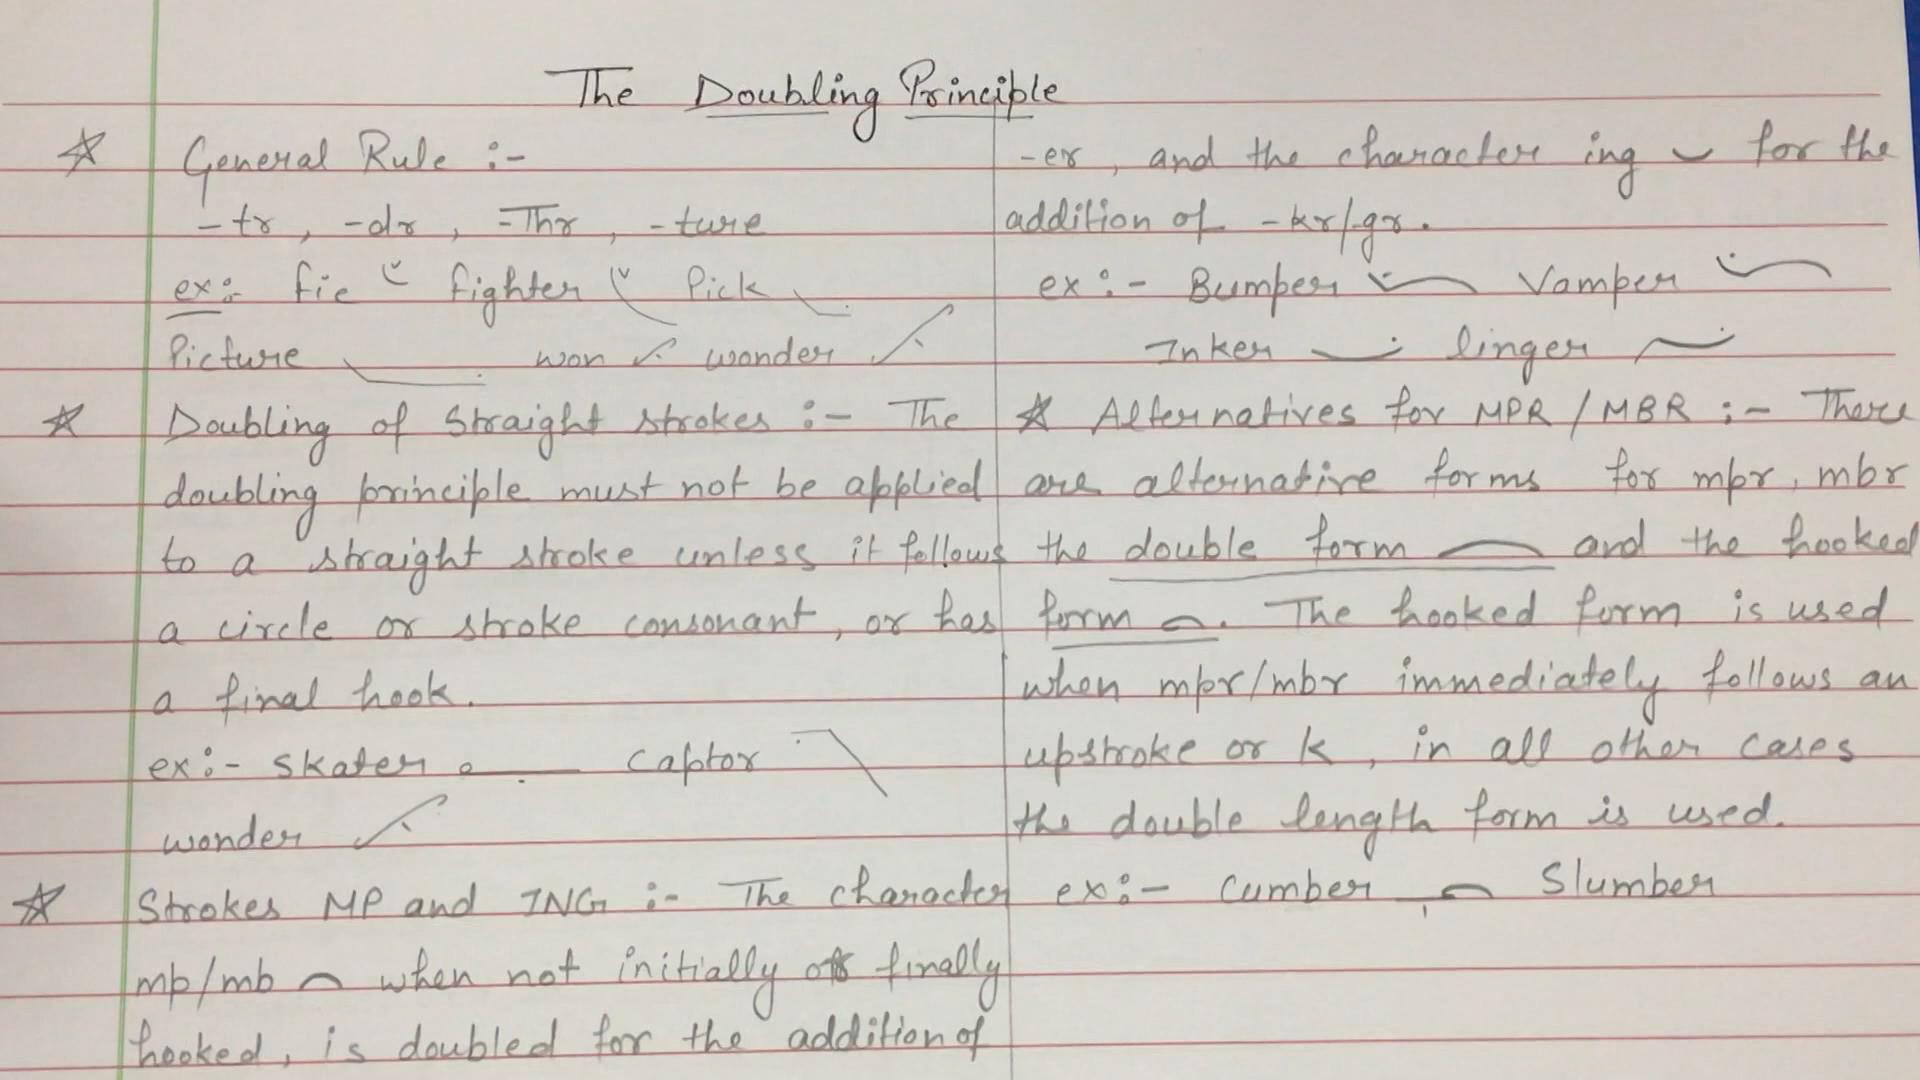 The Doubling Principle
☆ General Rule :-
-tr, -dr, -Thr, -ture
ex:- fie fighter Pick
Picture won wonder
☆ Doubling of Straight strokes :- The
doubling principle must not be applied
to a straight stroke unless it follows
a circle or stroke consonant, or has
a final hook.
ex:- skater captor
wonder
☆ Strokes MP and ING :- The character
mp/mb when not initially or finally
hooked, is doubled for the addition of
-er, and the character ing for the
addition of -kr/gr.
ex:- Bumper Vamper
Inker linger
☆ Alternatives for MPR/MBR :- There
are alternative forms for mpr, mbr
the double form and the hooked
form. The hooked form is used
when mpr/mbr immediately follows an
upstroke or k, in all other cases
the double length form is used.
ex:- Cumber Slumber